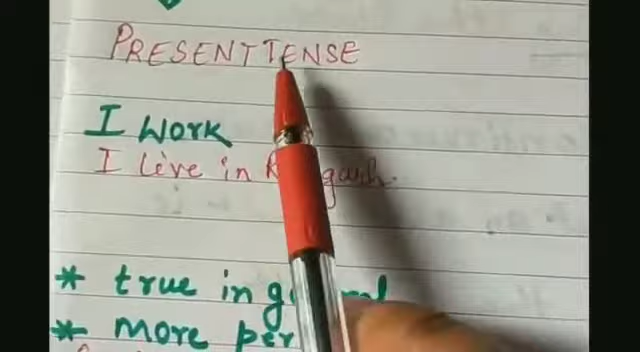 PRESENT TENSE
I work
I live in
* true in
* more